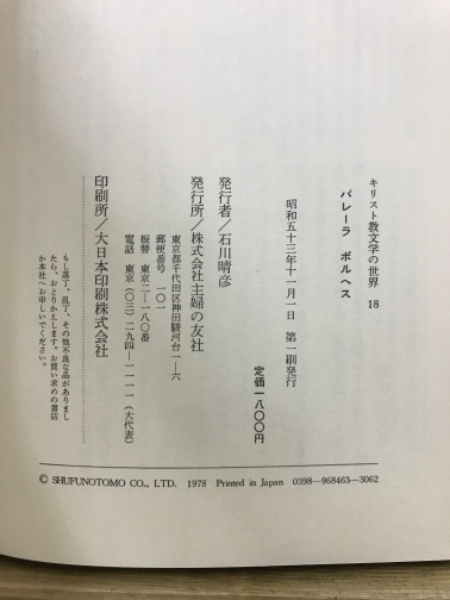 キリスト教文学の世界 18
バレーラ ボルヘス
昭和五十三年十一月一日 第一刷発行
定価一八〇〇円
発行者/石川晴彦
発行所/株式会社主婦の友社
東京都千代田区神田駿河台一—六
郵便番号 一〇一
振替 東京二—一八〇番
電話 東京(〇三)二九四—一一一一(大代表)
印刷所/大日本印刷株式会社
もし落丁、乱丁、その他不良な品がありまし
たら、おとりかえします。お買い求めの書店
か本社へお申しいでください。
© SHUFUNOTOMO CO., LTD. 1978 Printed in Japan 0398—968463—3062